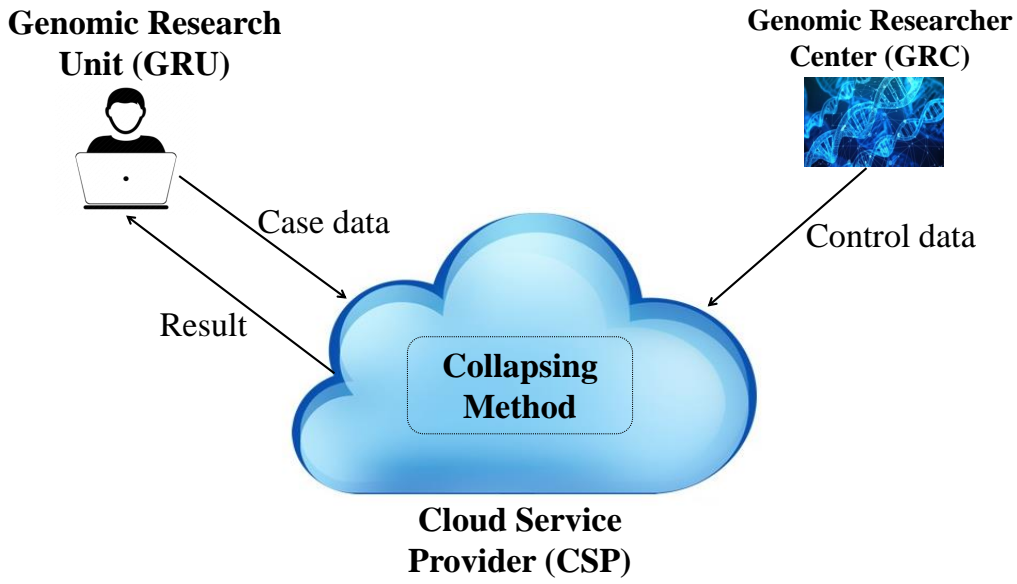 Genomic Research
Unit (GRU)
Genomic Researcher
Center (GRC)
Case data
Control data
Result
Collapsing
Method
Cloud Service
Provider (CSP)